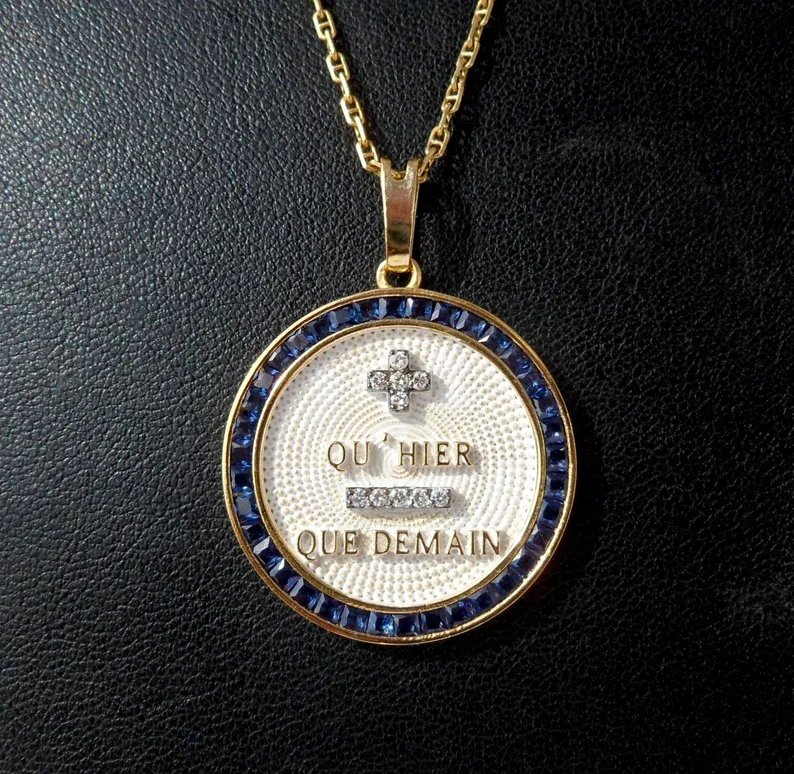 +
QU'HIER
-
QUE DEMAIN